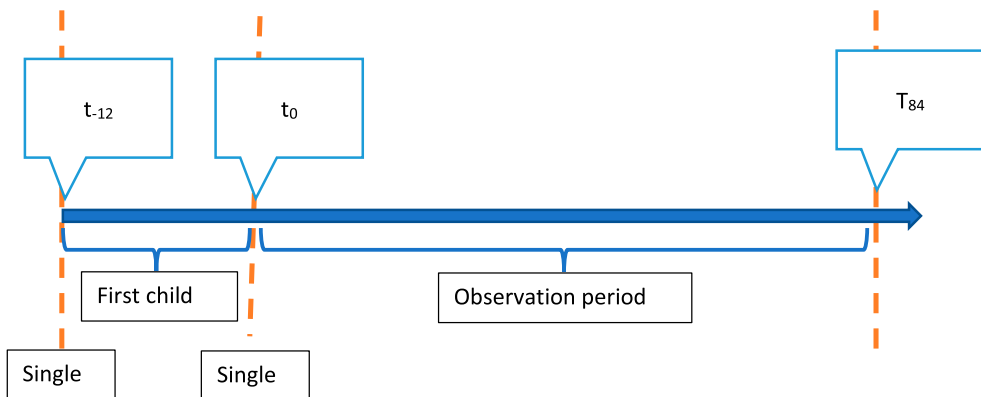 t-12
t0
T84
First child
Observation period
Single
Single